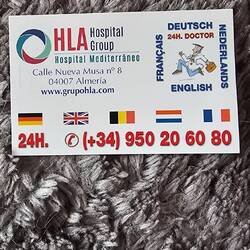 HLA Hospital
Group
Hospital Mediterráneo
Calle Nueva Musa nº 8
04007 Almería
www.grupohla.com
DEUTSCH
24H. DOCTOR
FRANÇAIS
NEDERLANDS
ENGLISH
24H. (+34) 950 20 60 80